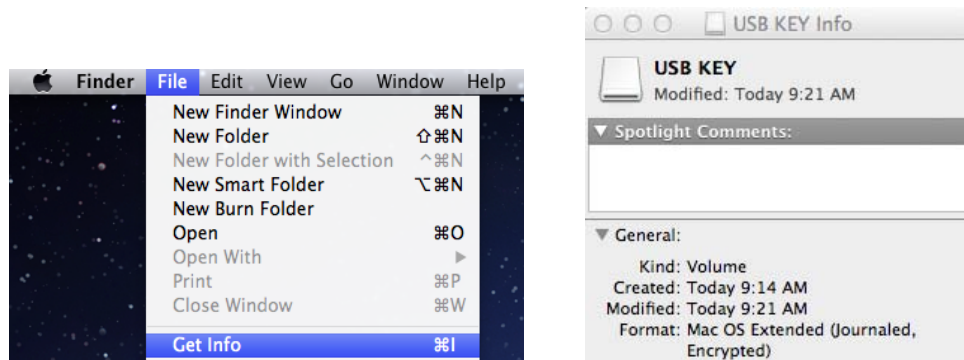 Finder File Edit View Go Window Help
New Finder Window ⌘N
New Folder ⇧⌘N
New Folder with Selection ^⌘N
New Smart Folder ⌥⌘N
New Burn Folder
Open ⌘O
Open With ▶
Print ⌘P
Close Window ⌘W
Get Info ⌘I
USB KEY Info
USB KEY
Modified: Today 9:21 AM
▼ Spotlight Comments:
▼ General:
Kind: Volume
Created: Today 9:14 AM
Modified: Today 9:21 AM
Format: Mac OS Extended (Journaled,
Encrypted)